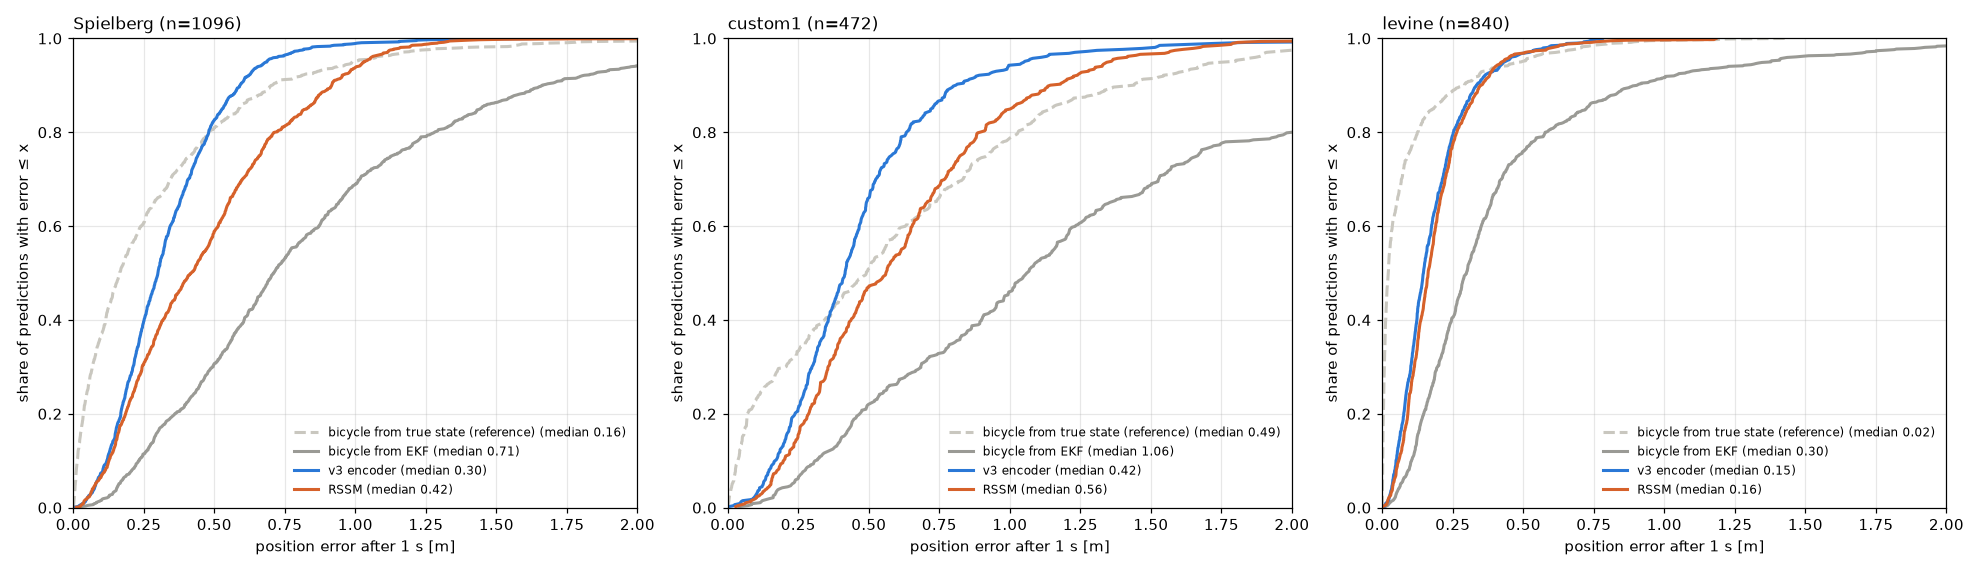 Spielberg (n=1096)
share of predictions with error ≤ x
1.0
0.8
0.6
0.4
0.2
0.0
bicycle from true state (reference) (median 0.16)
bicycle from EKF (median 0.71)
v3 encoder (median 0.30)
RSSM (median 0.42)
0.00 0.25 0.50 0.75 1.00 1.25 1.50 1.75 2.00
position error after 1 s [m]
custom1 (n=472)
share of predictions with error ≤ x
1.0
0.8
0.6
0.4
0.2
0.0
bicycle from true state (reference) (median 0.49)
bicycle from EKF (median 1.06)
v3 encoder (median 0.42)
RSSM (median 0.56)
0.00 0.25 0.50 0.75 1.00 1.25 1.50 1.75 2.00
position error after 1 s [m]
levine (n=840)
share of predictions with error ≤ x
1.0
0.8
0.6
0.4
0.2
0.0
bicycle from true state (reference) (median 0.02)
bicycle from EKF (median 0.30)
v3 encoder (median 0.15)
RSSM (median 0.16)
0.00 0.25 0.50 0.75 1.00 1.25 1.50 1.75 2.00
position error after 1 s [m]